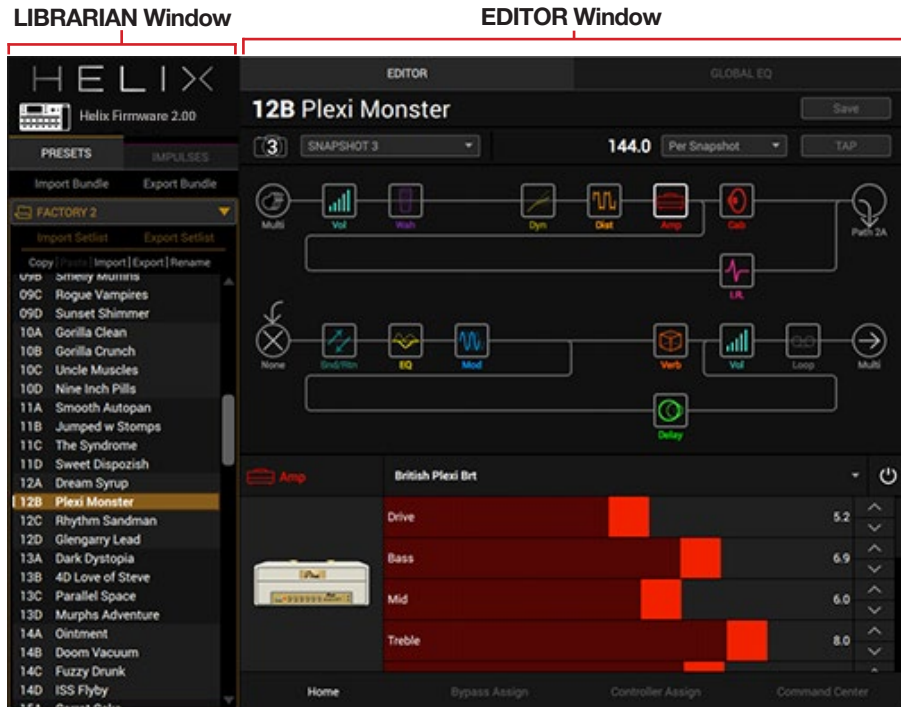 LIBRARIAN Window
EDITOR Window
HELIX
Helix Firmware 2.00
PRESETS
IMPULSES
Import Bundle
Export Bundle
FACTORY 2
Import Setlist
Export Setlist
Copy | Paste | Import | Export | Rename
09B Smelly Muffins
09C Rogue Vampires
09D Sunset Shimmer
10A Gorilla Clean
10B Gorilla Crunch
10C Uncle Muscles
10D Nine Inch Pills
11A Smooth Autopan
11B Jumped w Stomps
11C The Syndrome
11D Sweet Dispozish
12A Dream Syrup
12B Plexi Monster
12C Rhythm Sandman
12D Glengarry Lead
13A Dark Dystopia
13B 4D Love of Steve
13C Parallel Space
13D Murphs Adventure
14A Ointment
14B Doom Vacuum
14C Fuzzy Drunk
14D ISS Flyby
EDITOR
GLOBAL EQ
12B Plexi Monster
Save
3
SNAPSHOT 3
144.0
Per Snapshot
TAP
Multi
Vol
Wah
Dyn
Dist
Amp
Cab
Path 2A
I.R.
None
Snd/Rtn
EQ
Mod
Verb
Vol
Loop
Multi
Delay
Amp
British Plexi Brt
Drive
5.2
Bass
6.9
Mid
6.0
Treble
8.0
Home
Bypass Assign
Controller Assign
Command Center